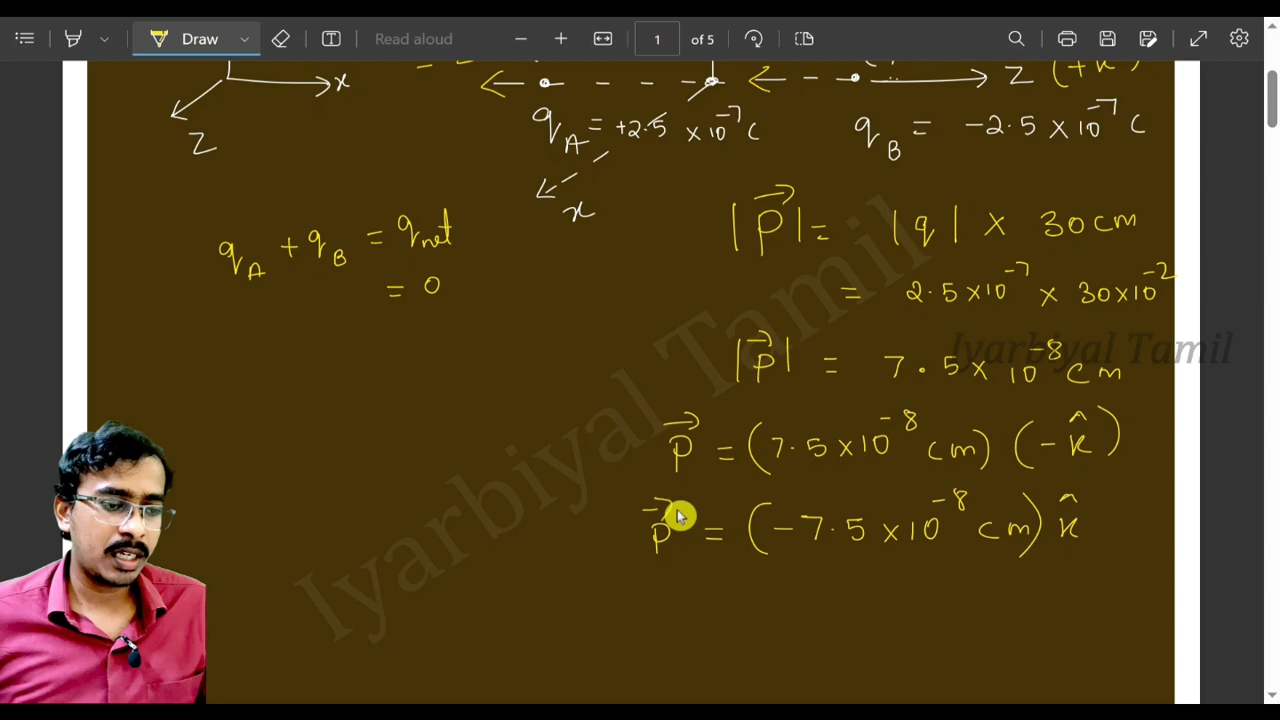 Draw
Read aloud
1 of 5
x
Z
Z
q_A = +2.5 × 10^-7 C
q_B = -2.5 × 10^-7 C
x
q_A + q_B = q_net
= 0
|P⃗| = |q| × 30 cm
= 2.5×10^-7 × 30×10^-2
|P⃗| = 7.5×10^-8 cm
P⃗ = (7.5×10^-8 cm) (-k̂)
P⃗ = (-7.5×10^-8 cm) k̂
Iyarbiyal Tamil
Iyarbiyal Tamil